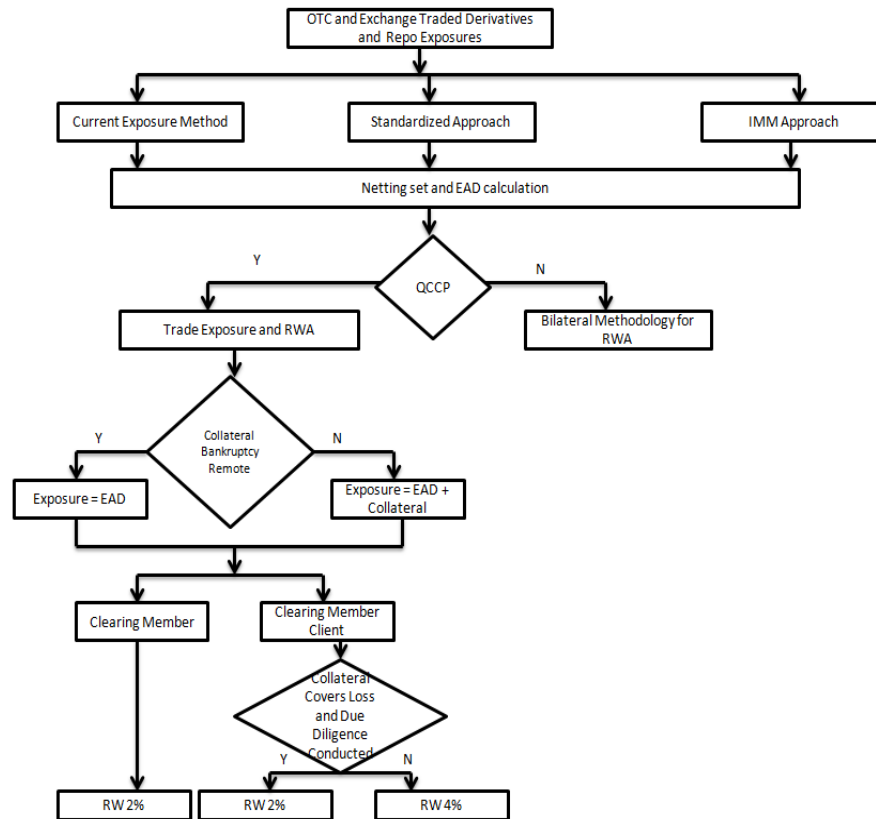 OTC and Exchange Traded Derivatives
and Repo Exposures
Current Exposure Method
Standardized Approach
IMM Approach
Netting set and EAD calculation
QCCP
Y
N
Trade Exposure and RWA
Bilateral Methodology for
RWA
Collateral
Bankruptcy
Remote
Y
N
Exposure = EAD
Exposure = EAD +
Collateral
Clearing Member
Clearing Member
Client
Collateral
Covers Loss
and Due
Diligence
Conducted
Y
N
RW 2%
RW 2%
RW 4%